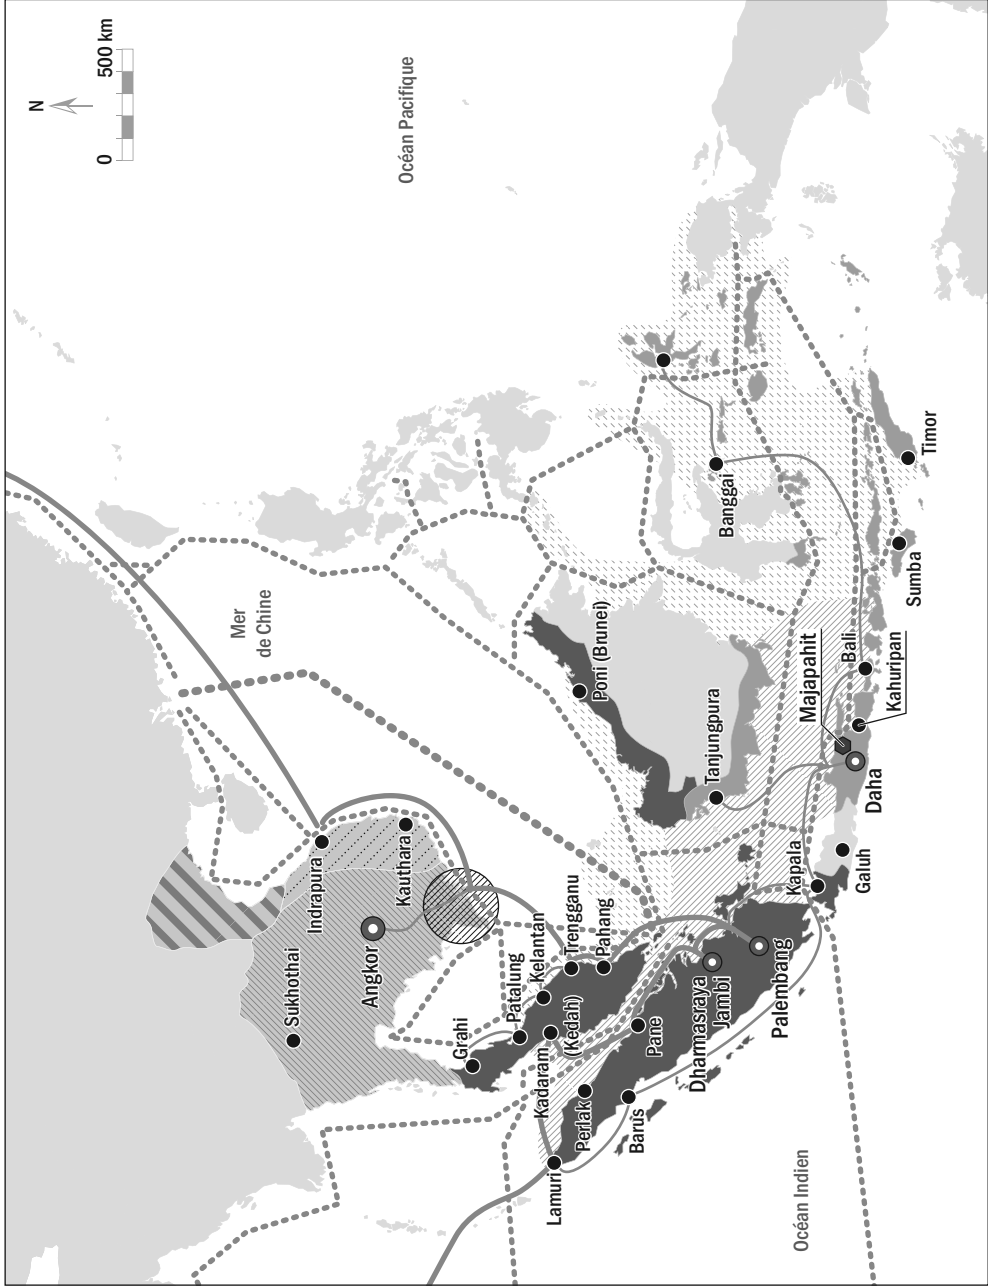 N
0
500 km
Océan Pacifique
Mer
de Chine
Indrapura
Kauthara
Sukhothai
Angkor
Grahi
Patalung
Kelantan
Trengganu
Pahang
Kadaram
(Kedah)
Lamuri
Perlak
Barus
Pane
Dharmasraya
Jambi
Palembang
Poni (Brunei)
Tanjungpura
Banggai
Kapala
Galuh
Daha
Majapahit
Kahuripan
Bali
Sumba
Timor
Océan Indien